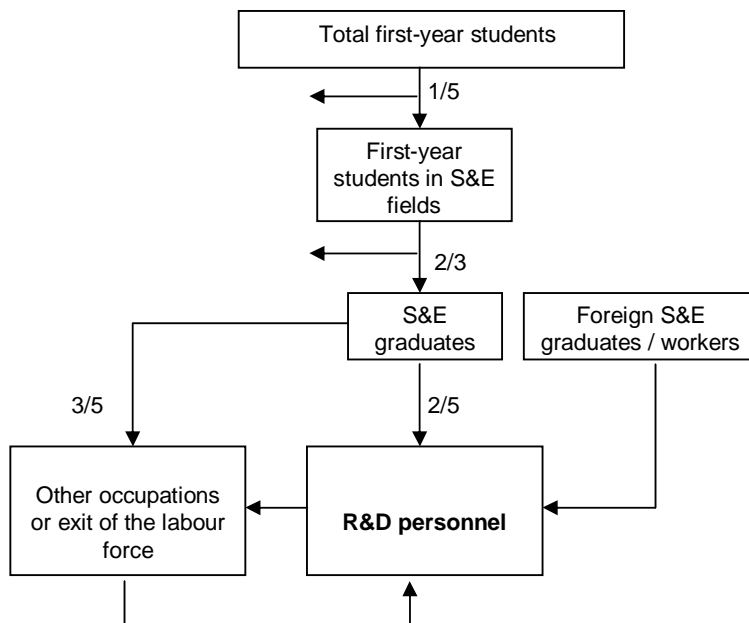 Total first-year students
1/5
First-year
students in S&E
fields
2/3
S&E
graduates
Foreign S&E
graduates / workers
3/5
2/5
Other occupations
or exit of the labour
force
R&D personnel